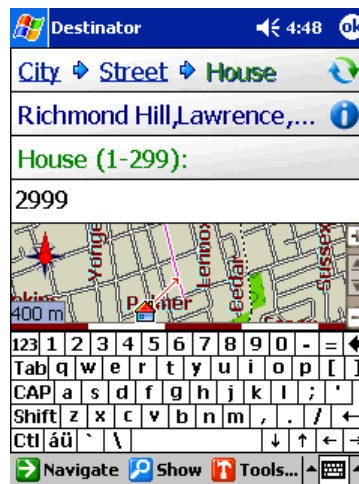 Destinator 4:48 ok
City Street House
Richmond Hill,Lawrence,...
House (1-299):
2999
Yonge
Lennox
Cedar
Sussex
Palmer
400 m
123 1 2 3 4 5 6 7 8 9 0 - =
Tab q w e r t y u i o p [ ]
CAP a s d f g h j k l ; '
Shift z x c v b n m , . / ←
Ctl áü ` \ ↓ ↑ ← →
Navigate Show Tools...